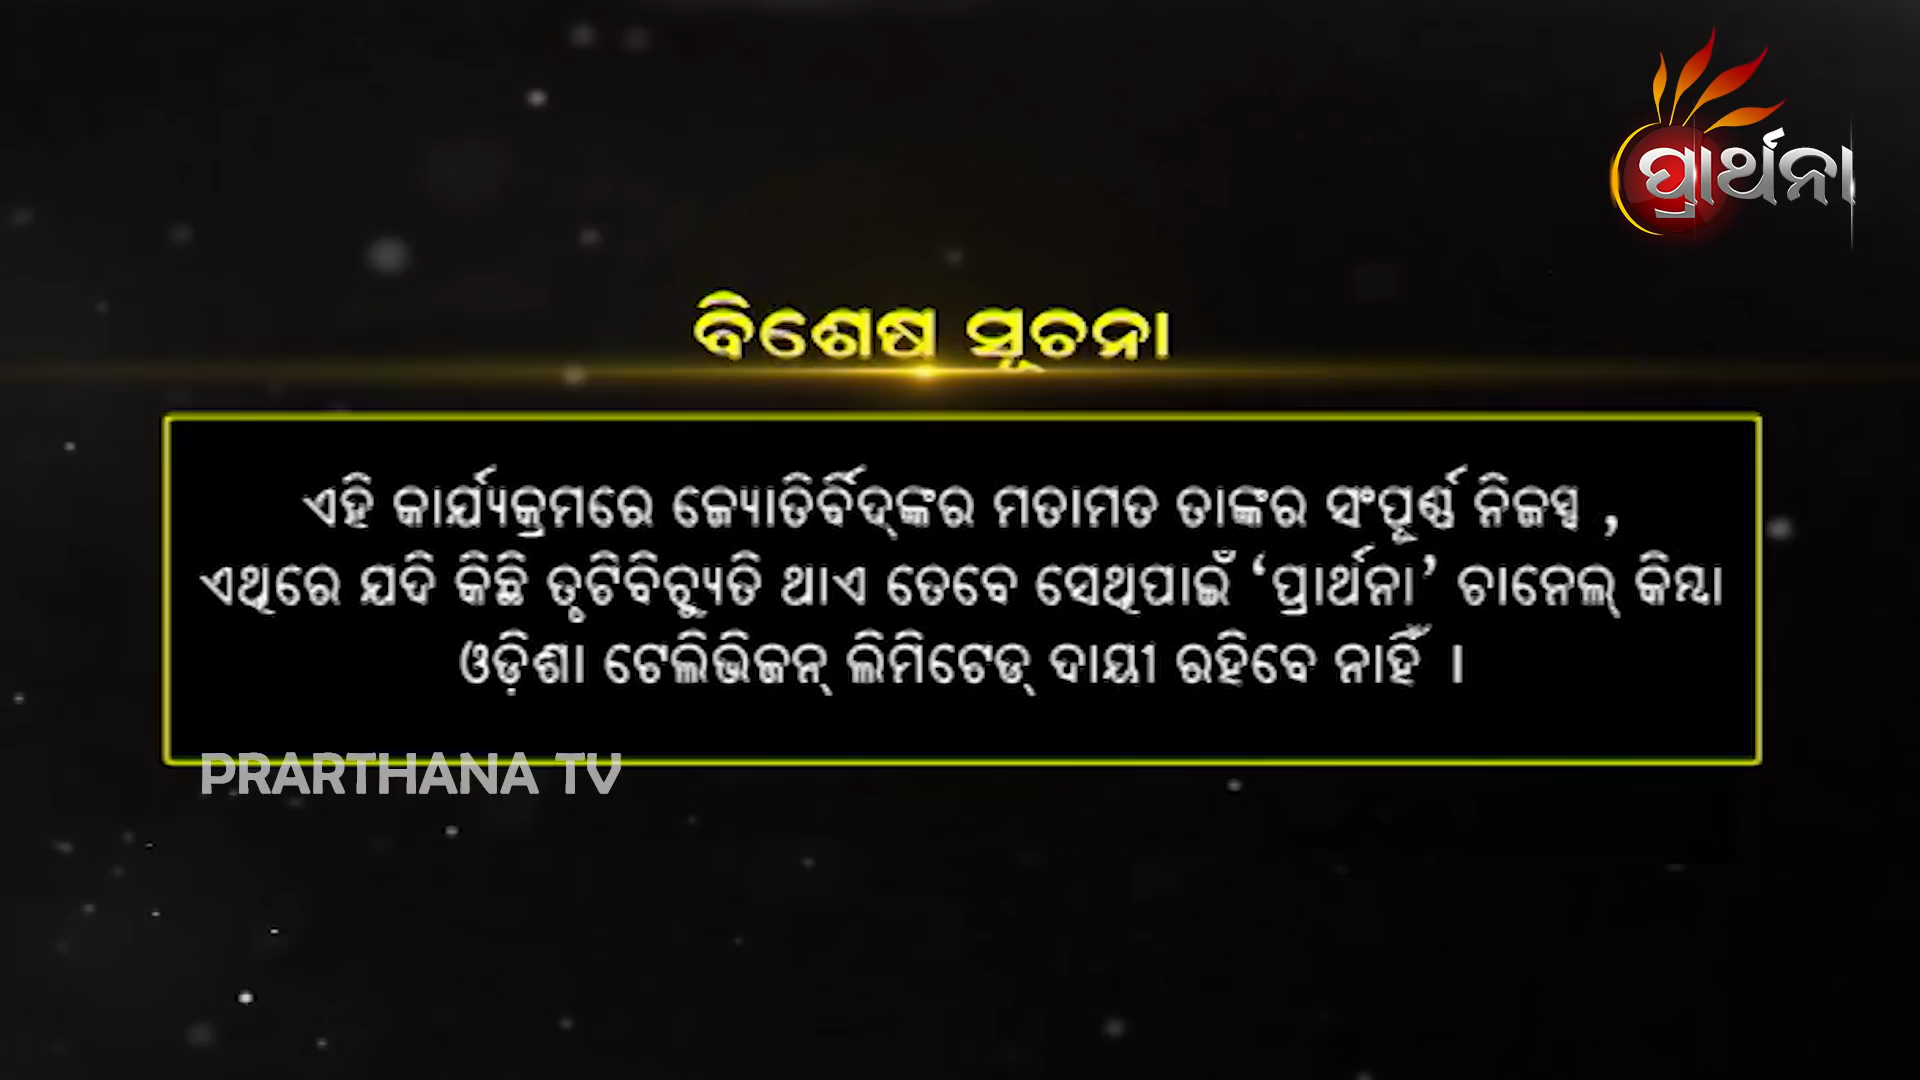 ପ୍ରାର୍ଥନା
ବିଶେଷ ସୂଚନା
ଏହି କାର୍ଯ୍ୟକ୍ରମରେ ଜ୍ୟୋତିର୍ବିଦ୍‌ଙ୍କର ମତାମତ ତାଙ୍କର ସଂପୂର୍ଣ୍ଣ ନିଜସ୍ୱ ,
ଏଥିରେ ଯଦି କିଛି ତୃଟିବିଚ୍ୟୁତି ଥାଏ ତେବେ ସେଥିପାଇଁ ‘ପ୍ରାର୍ଥନା’ ଚାନେଲ୍ କିମ୍ବା
ଓଡ଼ିଶା ଟେଲିଭିଜନ୍ ଲିମିଟେଡ୍ ଦାୟୀ ରହିବେ ନାହିଁ ।
PRARTHANA TV